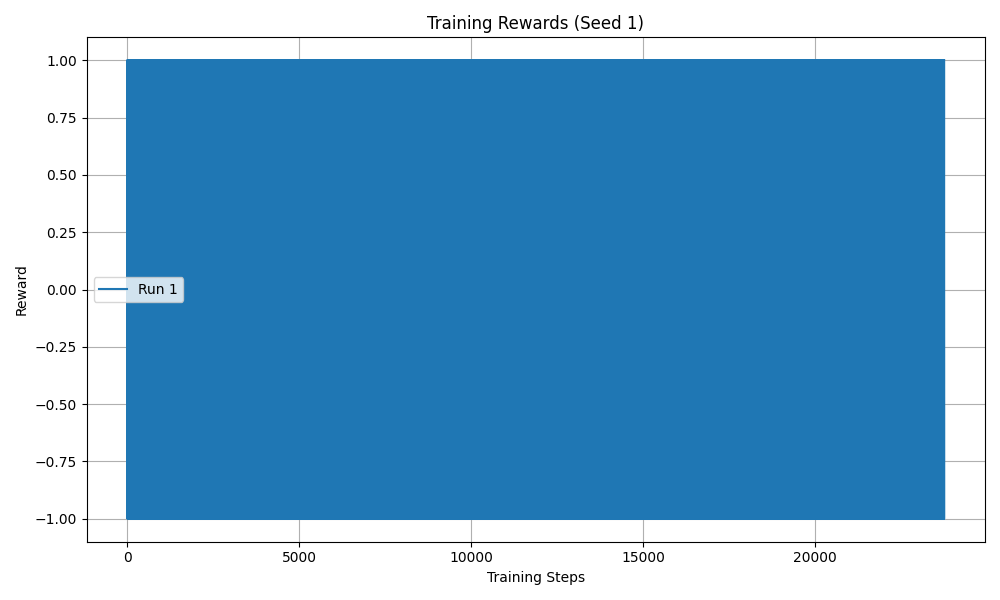 Training Rewards (Seed 1)
1.00
0.75
0.50
0.25
0.00
−0.25
−0.50
−0.75
−1.00
Reward
Run 1
0 5000 10000 15000 20000
Training Steps